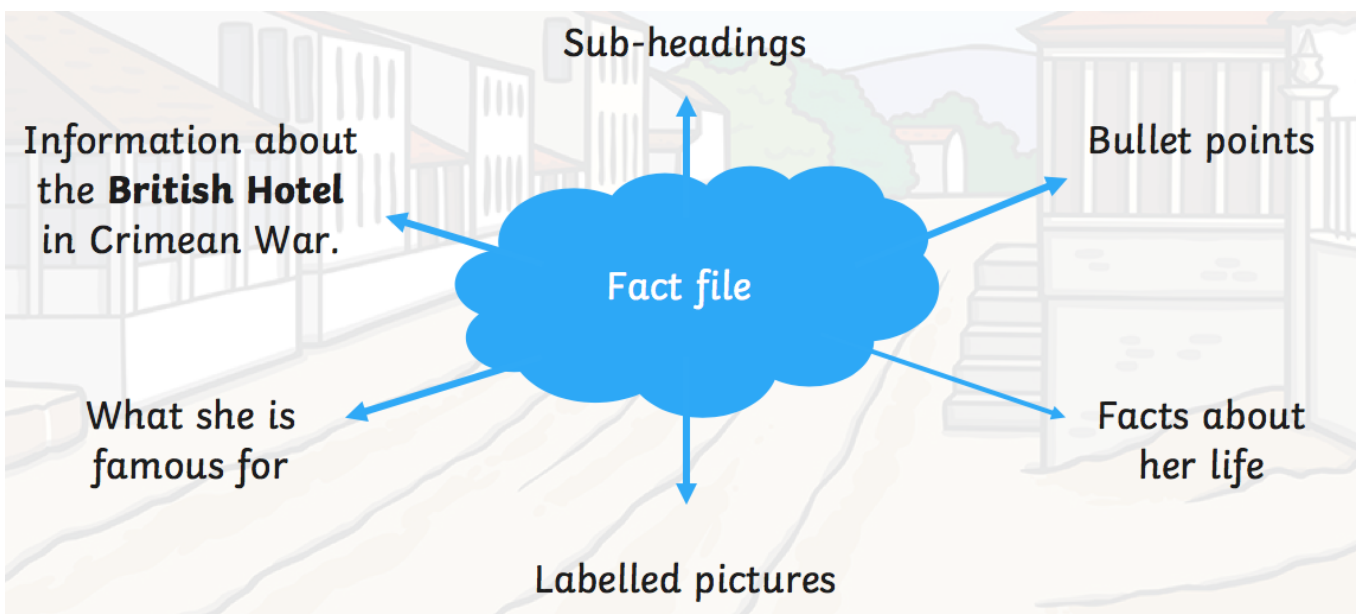 Sub-headings
Information about
the British Hotel
in Crimean War.
Bullet points
Fact file
What she is
famous for
Facts about
her life
Labelled pictures